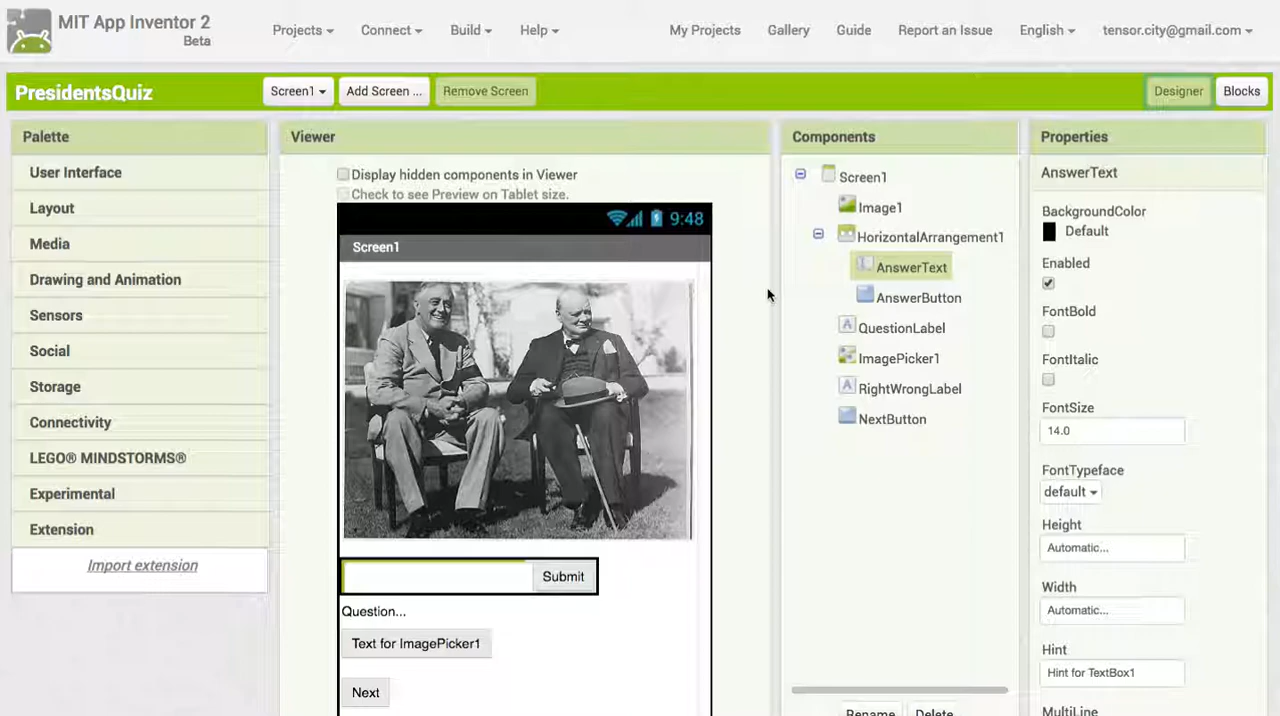 MIT App Inventor 2
Beta
Projects Connect Build Help My Projects Gallery Guide Report an Issue English tensor.city@gmail.com
PresidentsQuiz Screen1 Add Screen ... Remove Screen Designer Blocks
Palette
User Interface
Layout
Media
Drawing and Animation
Sensors
Social
Storage
Connectivity
LEGO® MINDSTORMS®
Experimental
Extension
Import extension
Viewer
Display hidden components in Viewer
Check to see Preview on Tablet size.
9:48
Screen1
Submit
Question...
Text for ImagePicker1
Next
Components
Screen1
Image1
HorizontalArrangement1
AnswerText
AnswerButton
QuestionLabel
ImagePicker1
RightWrongLabel
NextButton
Rename Delete
Properties
AnswerText
BackgroundColor
Default
Enabled
FontBold
FontItalic
FontSize
14.0
FontTypeface
default
Height
Automatic...
Width
Automatic...
Hint
Hint for TextBox1
MultiLine